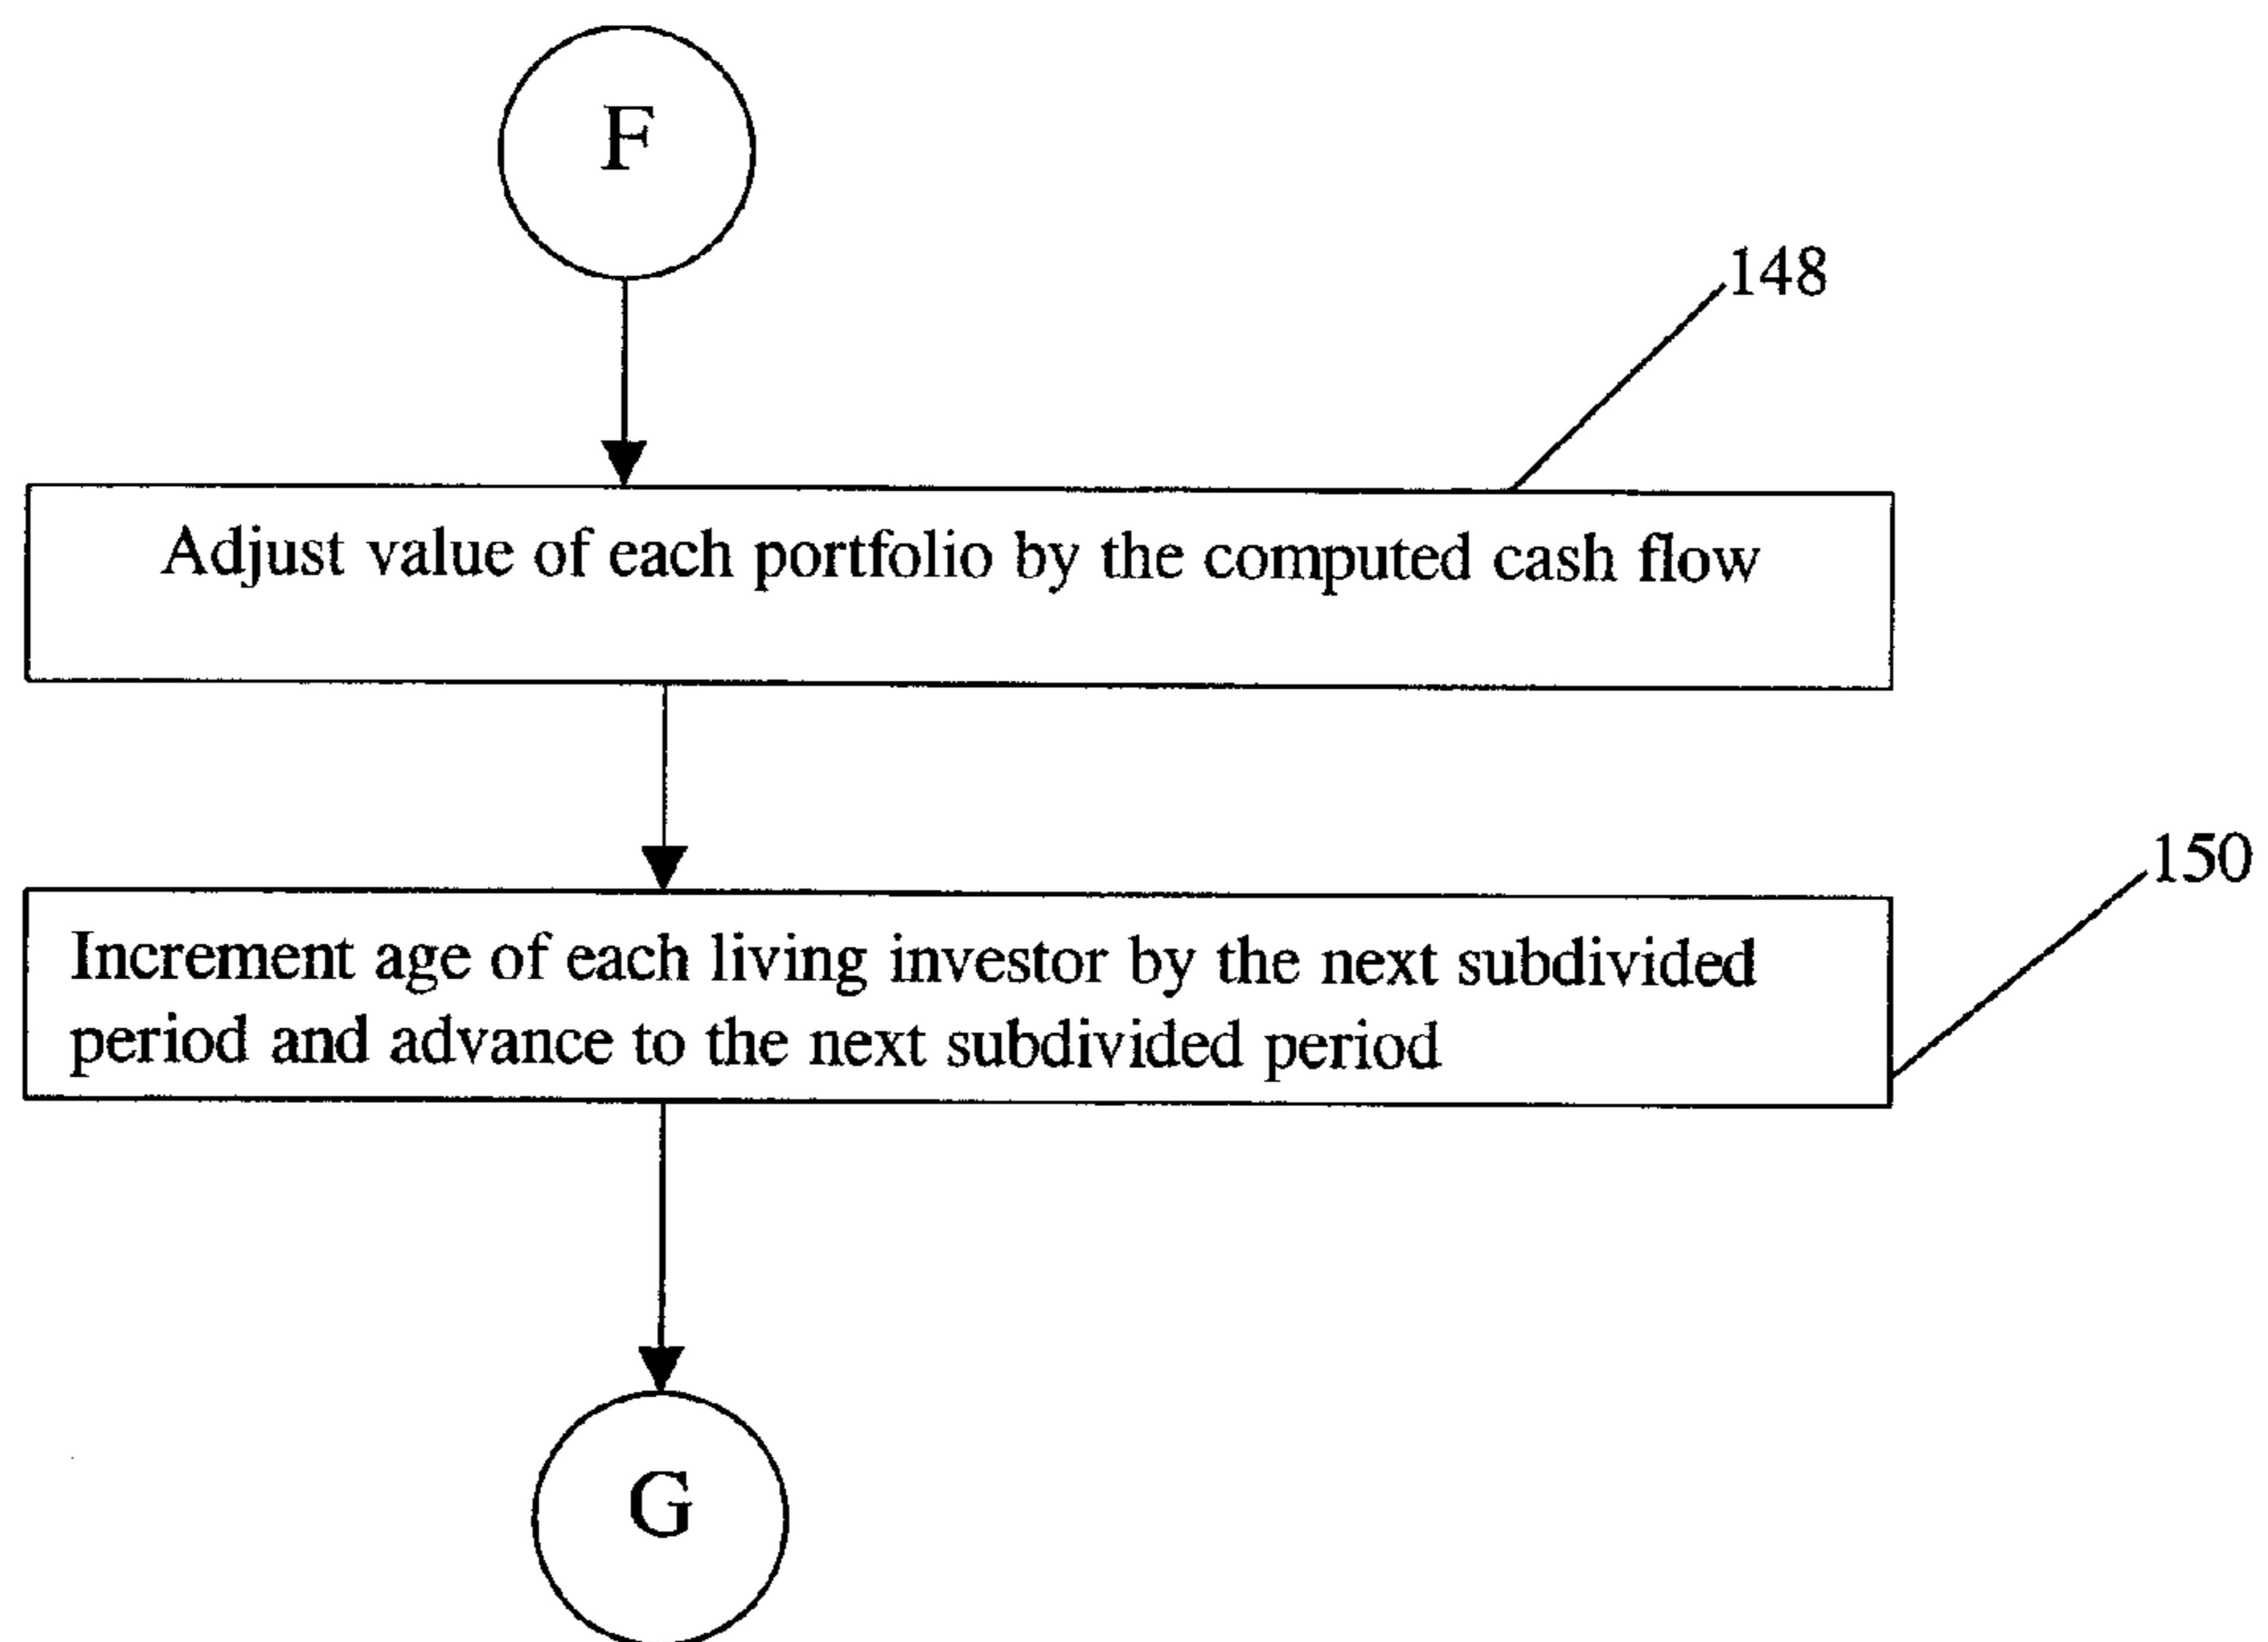 F
148
Adjust value of each portfolio by the computed cash flow
150
Increment age of each living investor by the next subdivided
period and advance to the next subdivided period
G